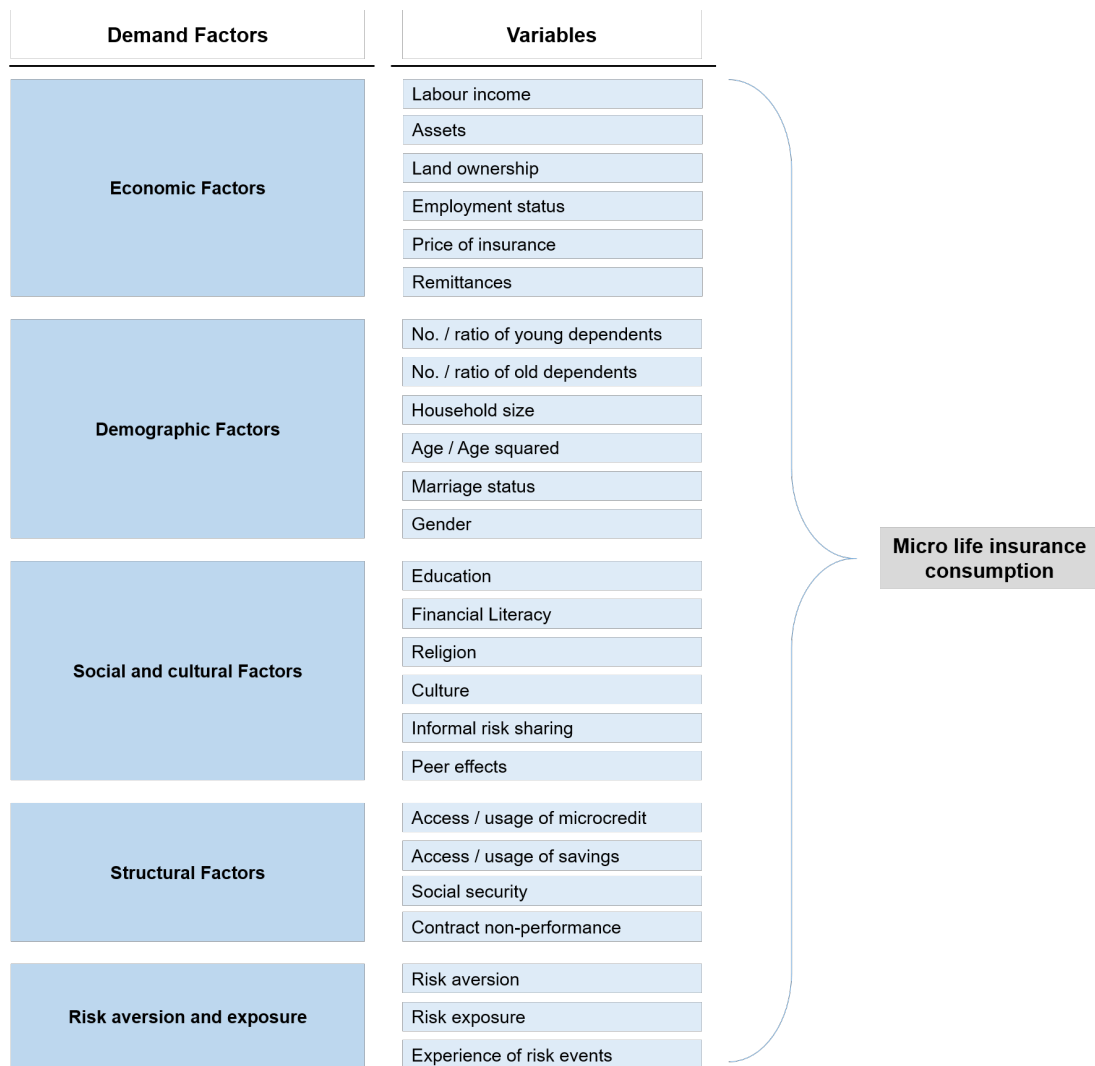 Demand Factors
Variables
Economic Factors
Labour income
Assets
Land ownership
Employment status
Price of insurance
Remittances
Demographic Factors
No. / ratio of young dependents
No. / ratio of old dependents
Household size
Age / Age squared
Marriage status
Gender
Social and cultural Factors
Education
Financial Literacy
Religion
Culture
Informal risk sharing
Peer effects
Structural Factors
Access / usage of microcredit
Access / usage of savings
Social security
Contract non-performance
Risk aversion and exposure
Risk aversion
Risk exposure
Experience of risk events
Micro life insurance
consumption